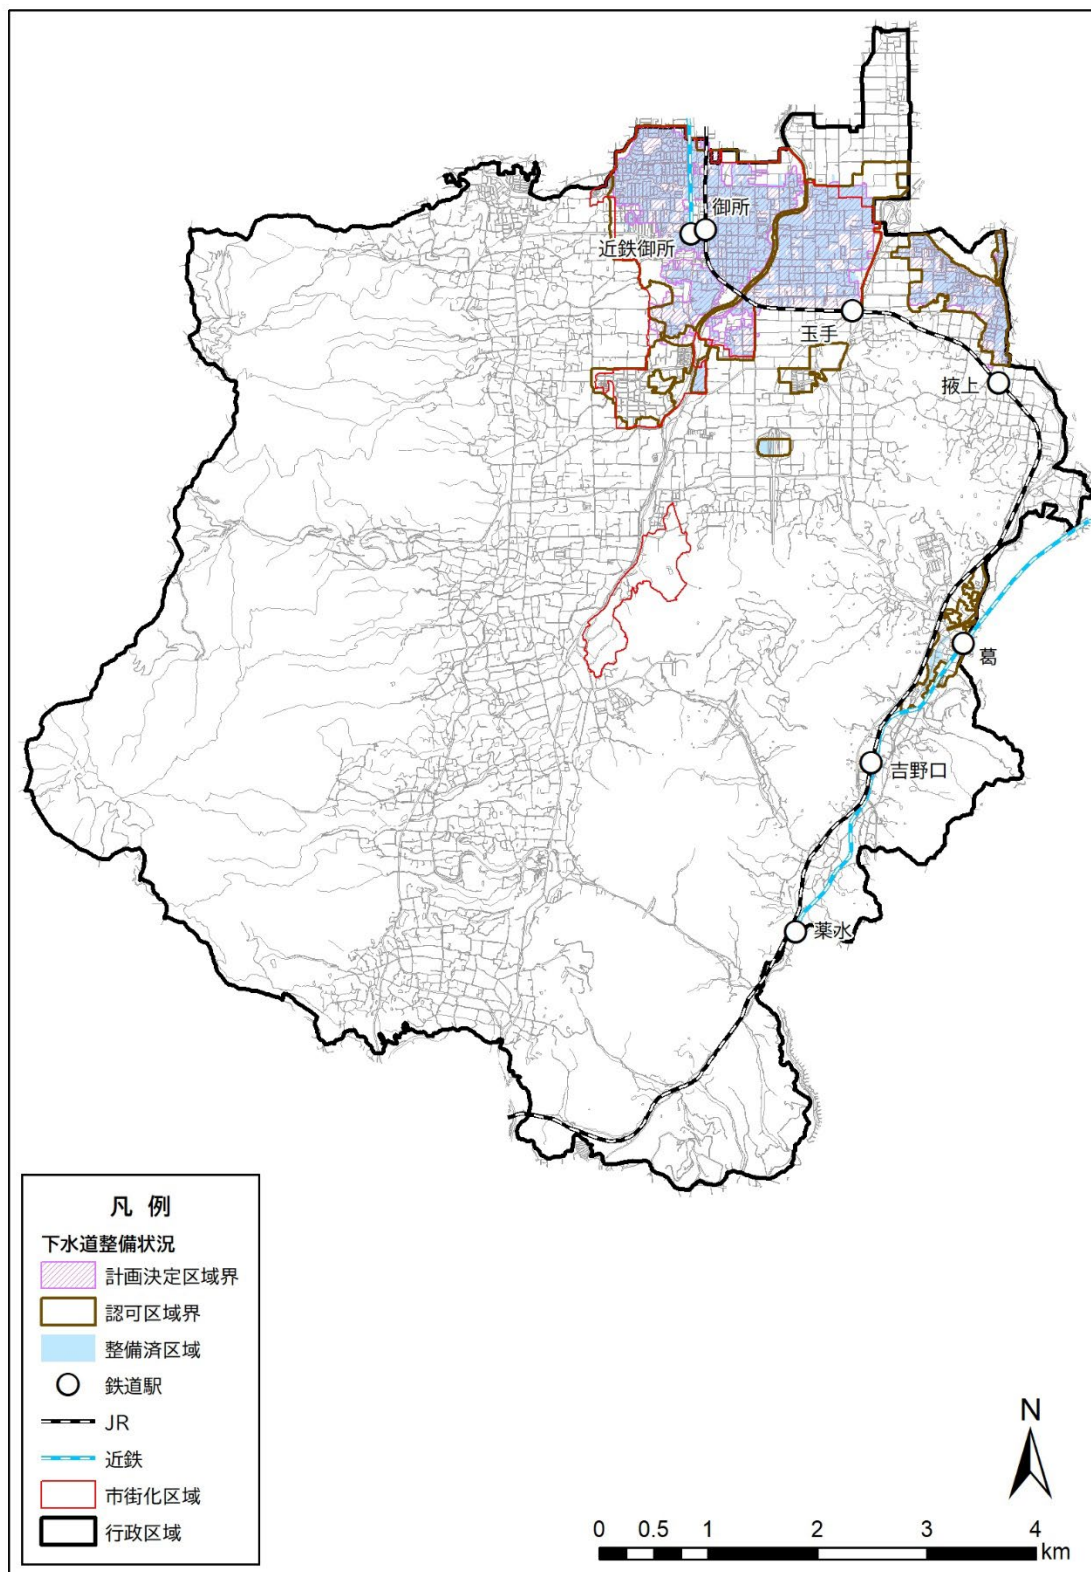 御所
近鉄御所
玉手
掖上
葛
吉野口
薬水
凡 例
下水道整備状況
計画決定区域界
認可区域界
整備済区域
鉄道駅
JR
近鉄
市街化区域
行政区域
N
0 0.5 1 2 3 4
km